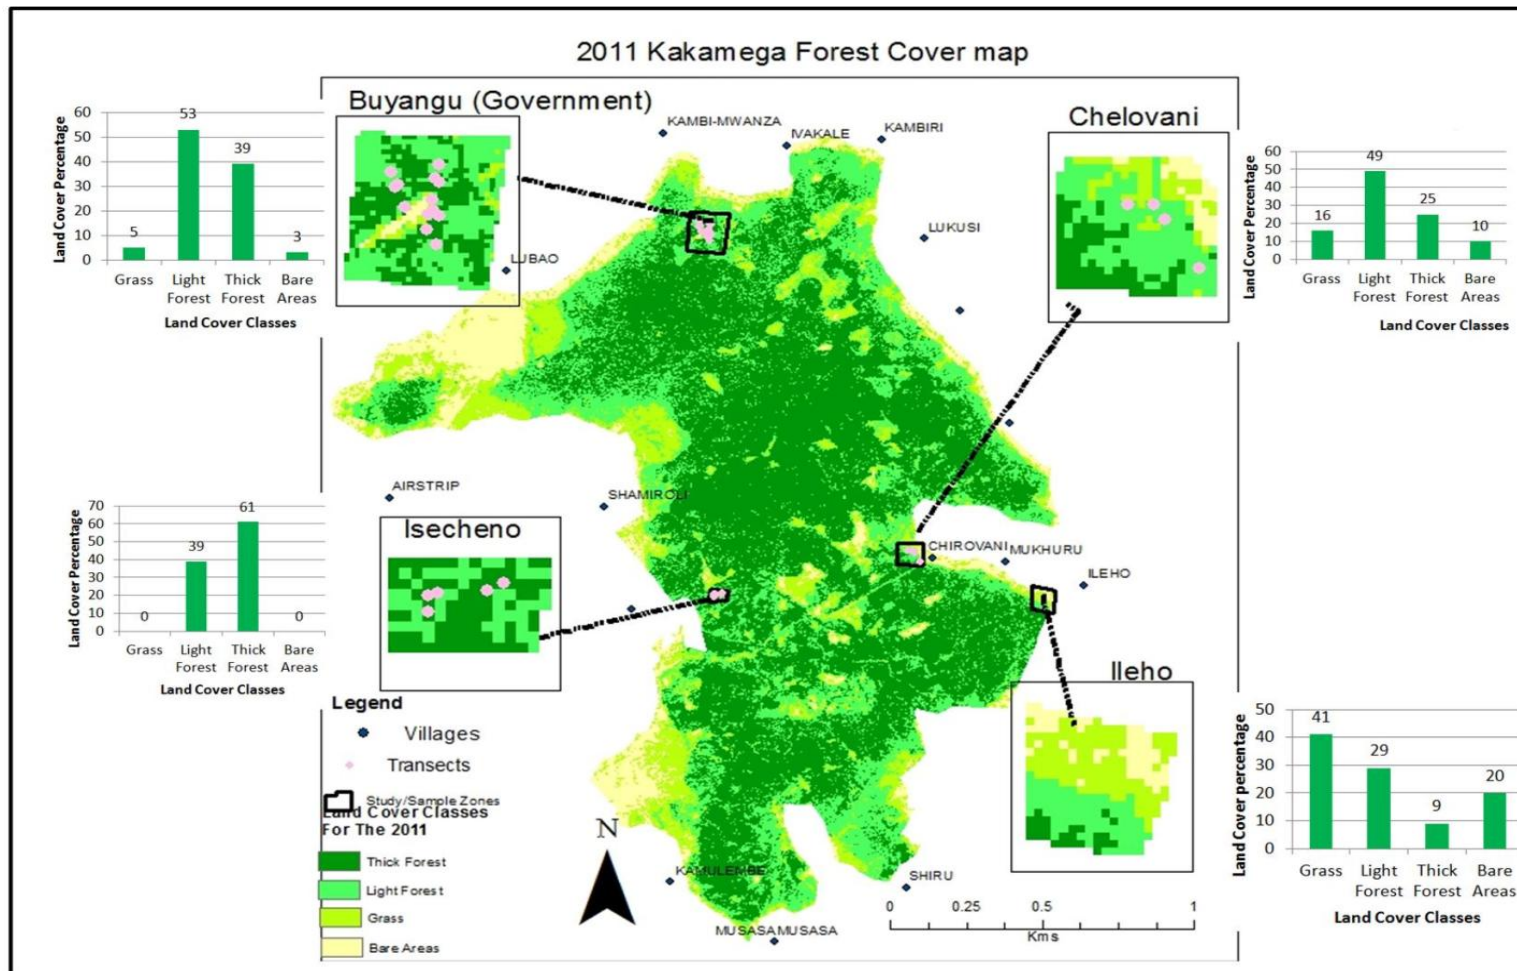 2011 Kakamega Forest Cover map
Buyangu (Government)
Land Cover Percentage
60
50
40
30
20
10
0
5
53
39
3
Grass
Light Forest
Thick Forest
Bare Areas
Land Cover Classes
KAMBI-MWANZA
IVAKALE
KAMBIRI
LUKUSI
LUBAO
Chelovani
Land Cover Percentage
60
50
40
30
20
10
0
16
49
25
10
Grass
Light Forest
Thick Forest
Bare Areas
Land Cover Classes
AIRSTRIP
SHAMIROLI
Isecheno
Land Cover Percentage
70
60
50
40
30
20
10
0
0
39
61
0
Grass
Light Forest
Thick Forest
Bare Areas
Land Cover Classes
CHIROVANI
MUKHURU
ILEHO
Ileho
Land Cover percentage
50
40
30
20
10
0
41
29
9
20
Grass
Light Forest
Thick Forest
Bare Areas
Land Cover Classes
Legend
Villages
Transects
Study/Sample Zones
Land Cover Classes
For The 2011
Thick Forest
Light Forest
Grass
Bare Areas
N
KAMULEMBE
SHIRU
MUSASAMUSASA
0 0.25 0.5 1
Kms